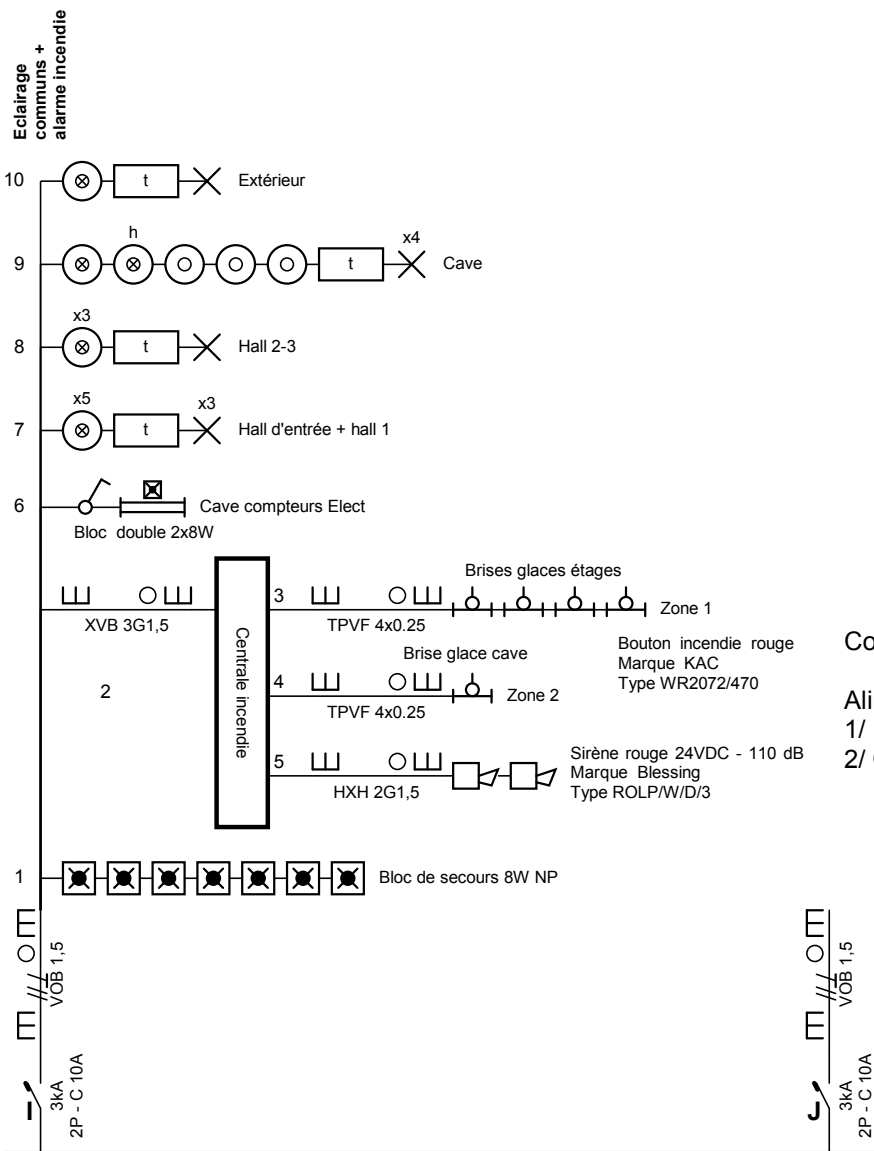 Eclairage
communs +
alarme incendie
10 t Extérieur
h
x4
9 t Cave
x3
8 t Hall 2-3
x5 x3
7 t Hall d'entrée + hall 1
6 Cave compteurs Elect
Bloc double 2x8W
Brises glaces étages
3 Zone 1
XVB 3G1,5
TPVF 4x0.25
Bouton incendie rouge
Marque KAC
Type WR2072/470
Centrale incendie
Brise glace cave
2
4 Zone 2
TPVF 4x0.25
5
HXH 2G1,5
Sirène rouge 24VDC - 110 dB
Marque Blessing
Type ROLP/W/D/3
Co
Ali
1/
2/
1 Bloc de secours 8W NP
VOB 1,5
I
3kA
2P - C 10A
VOB 1,5
J
3kA
2P - C 10A